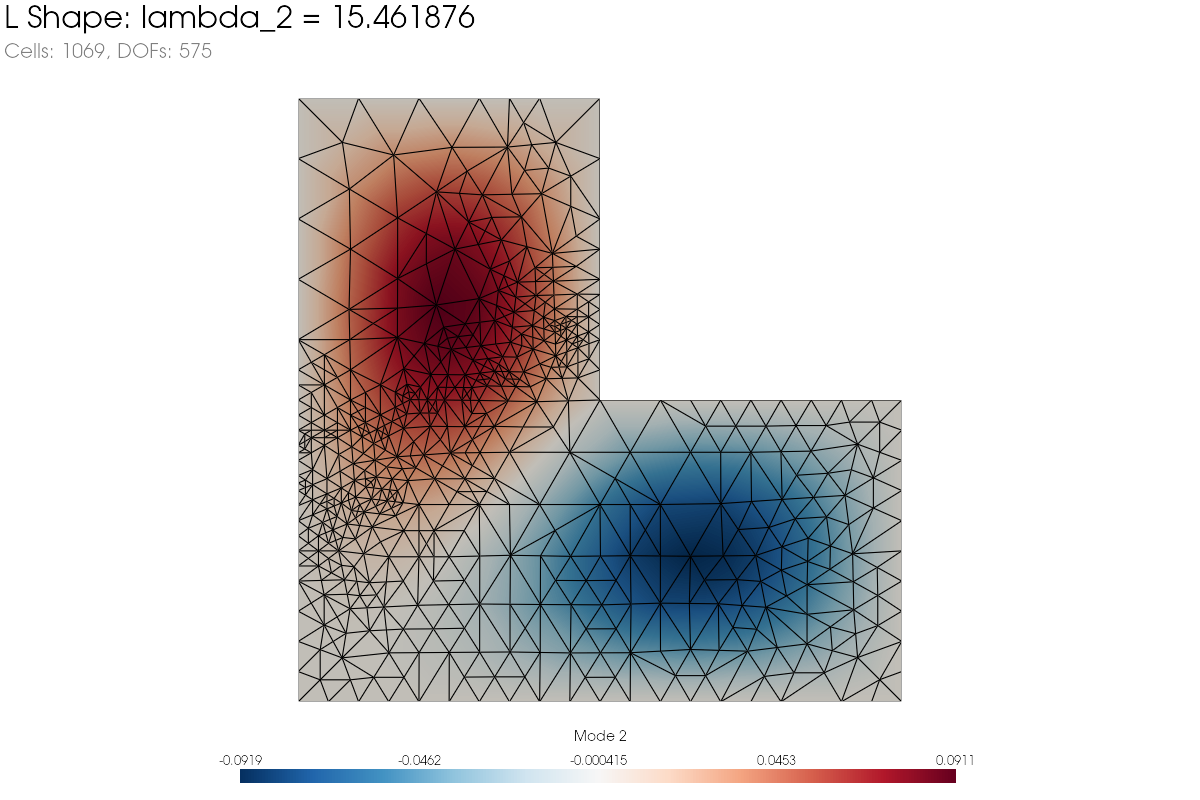 L Shape: lambda_2 = 15.461876
Cells: 1069, DOFs: 575
Mode 2
-0.0919 -0.0462 -0.000415 0.0453 0.0911